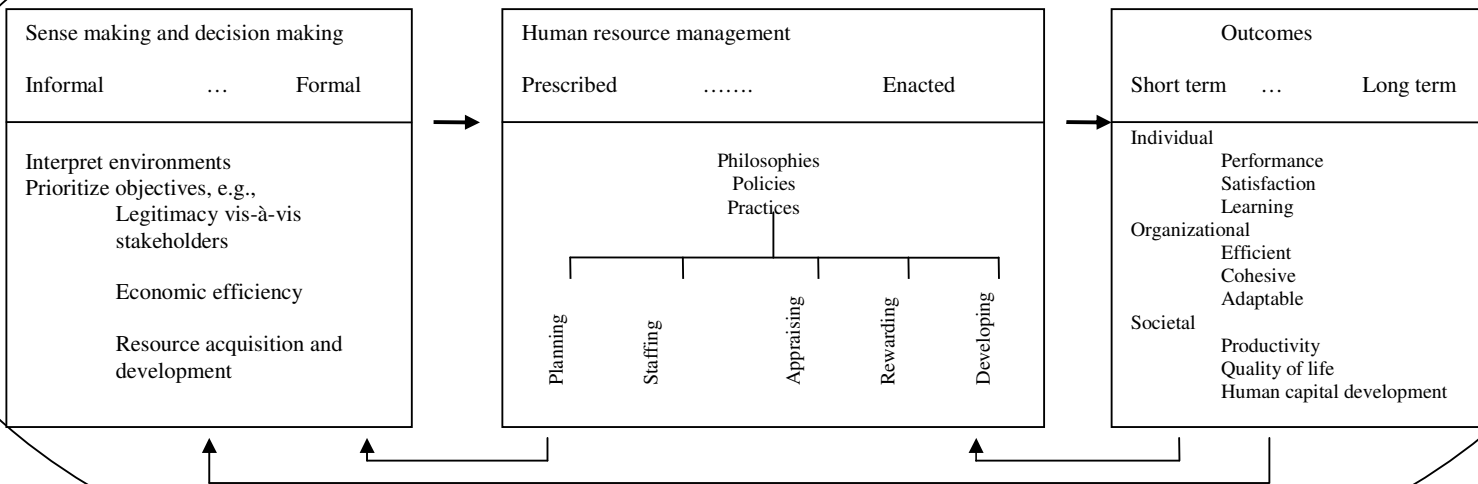 Sense making and decision making
Informal … Formal
Interpret environments
Prioritize objectives, e.g.,
Legitimacy vis-à-vis
stakeholders
Economic efficiency
Resource acquisition and
development
Human resource management
Prescribed ……. Enacted
Philosophies
Policies
Practices
Planning
Staffing
Appraising
Rewarding
Developing
Outcomes
Short term … Long term
Individual
Performance
Satisfaction
Learning
Organizational
Efficient
Cohesive
Adaptable
Societal
Productivity
Quality of life
Human capital development